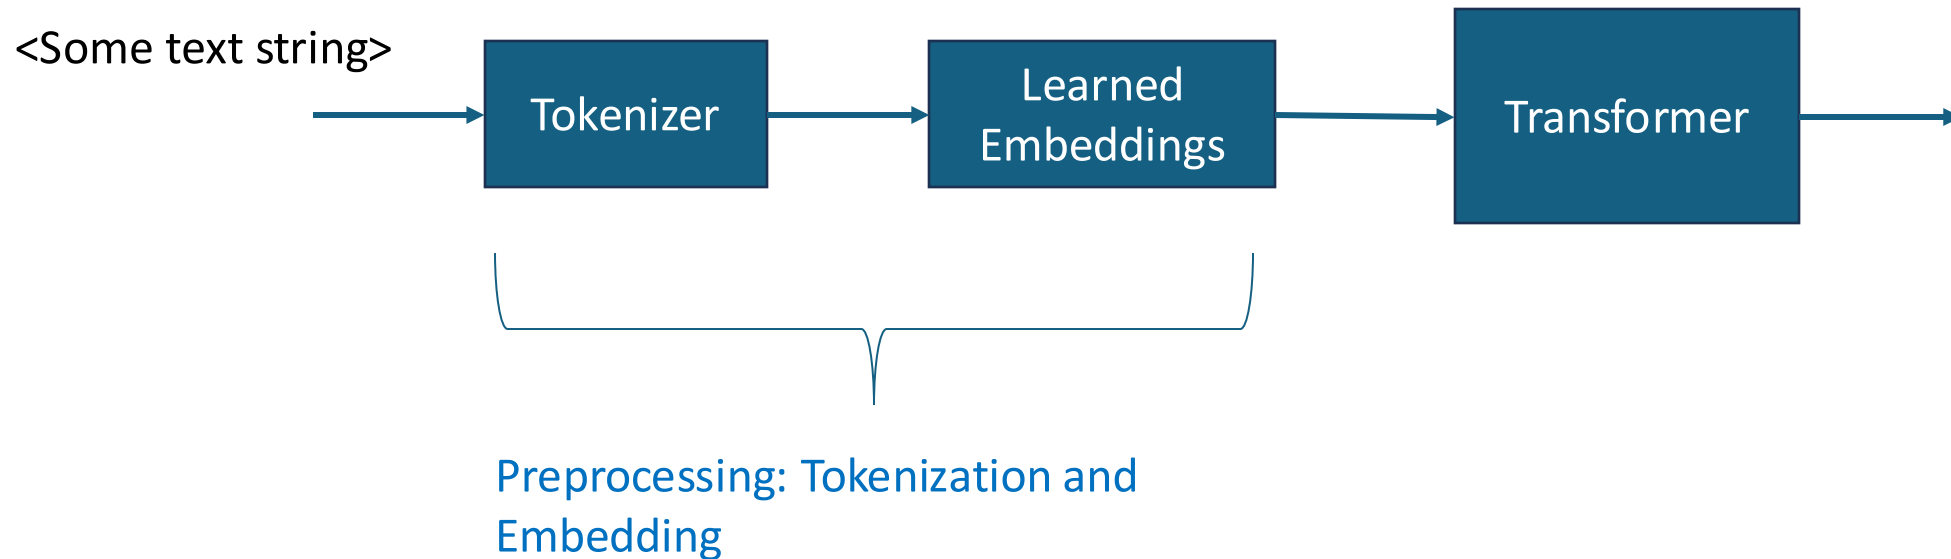 <Some text string>
Tokenizer
Learned
Embeddings
Transformer
Preprocessing: Tokenization and
Embedding